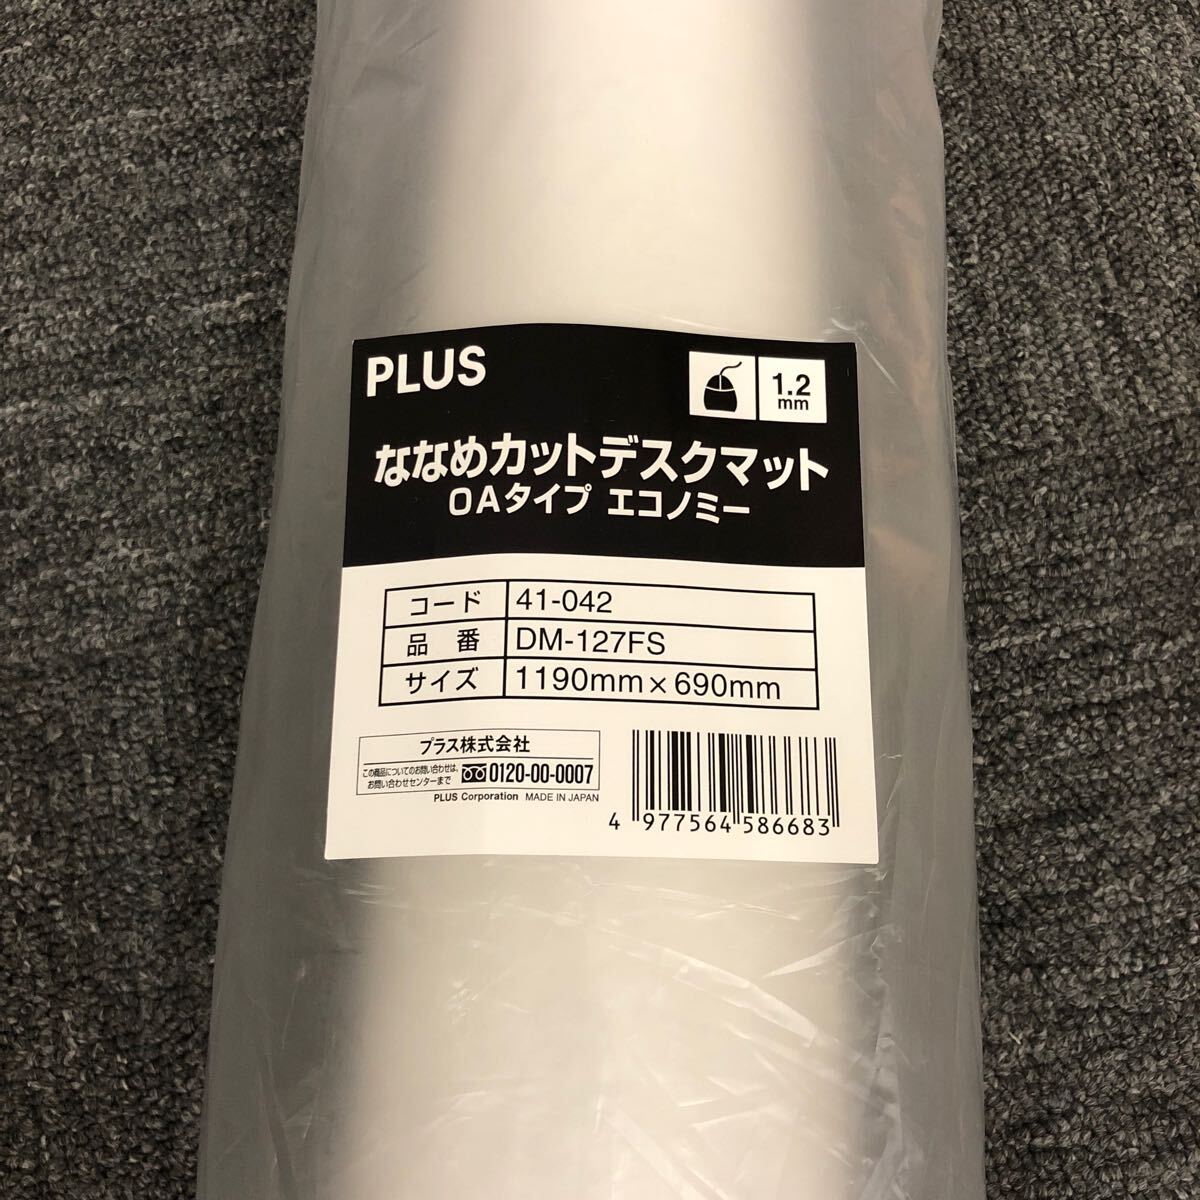 PLUS
1.2
mm
ななめカットデスクマット
OAタイプ エコノミー
コード 41-042
品番 DM-127FS
サイズ 1190mm×690mm
プラス株式会社
この商品についてのお問い合わせは、
お問い合わせセンターまで 0120-00-0007
PLUS Corporation MADE IN JAPAN
4 977564 586683